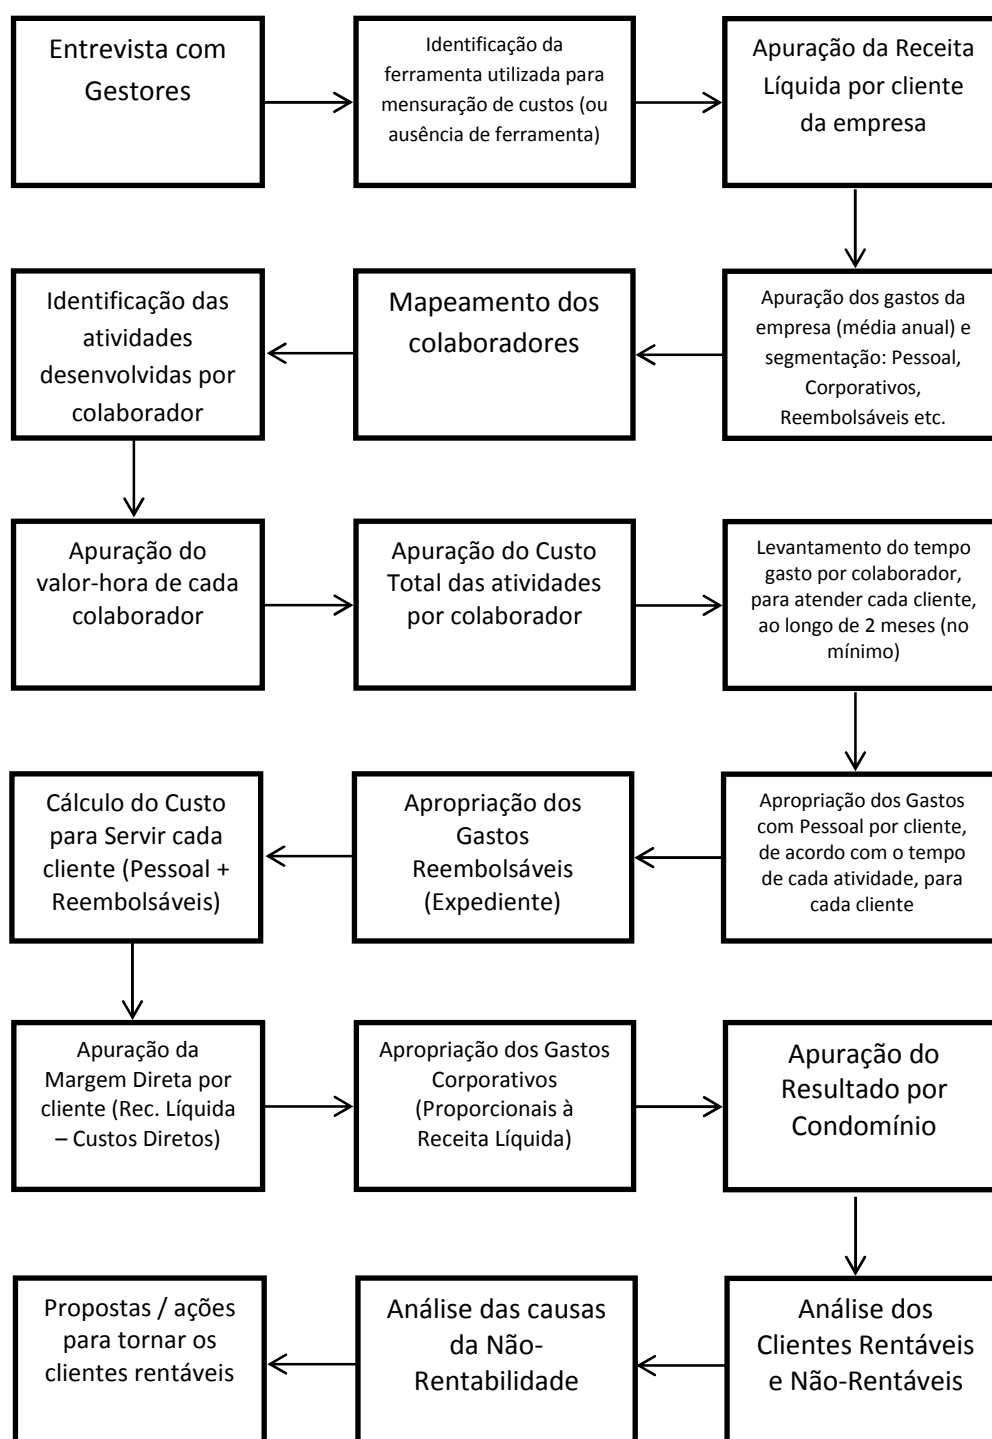 Entrevista com
Gestores
Identificação da
ferramenta utilizada para
mensuração de custos (ou
ausência de ferramenta)
Apuração da Receita
Líquida por cliente
da empresa
Apuração dos gastos da
empresa (média anual) e
segmentação: Pessoal,
Corporativos,
Reembolsáveis etc.
Mapeamento dos
colaboradores
Identificação das
atividades
desenvolvidas por
colaborador
Apuração do
valor-hora de cada
colaborador
Apuração do Custo
Total das atividades
por colaborador
Levantamento do tempo
gasto por colaborador,
para atender cada cliente,
ao longo de 2 meses (no
mínimo)
Apropriação dos Gastos
com Pessoal por cliente,
de acordo com o tempo
de cada atividade, para
cada cliente
Apropriação dos
Gastos
Reembolsáveis
(Expediente)
Cálculo do Custo
para Servir cada
cliente (Pessoal +
Reembolsáveis)
Apuração da
Margem Direta por
cliente (Rec. Líquida
– Custos Diretos)
Apropriação dos Gastos
Corporativos
(Proporcionais à
Receita Líquida)
Apuração do
Resultado por
Condomínio
Análise dos
Clientes Rentáveis
e Não-Rentáveis
Análise das causas
da Não-
Rentabilidade
Propostas / ações
para tornar os
clientes rentáveis